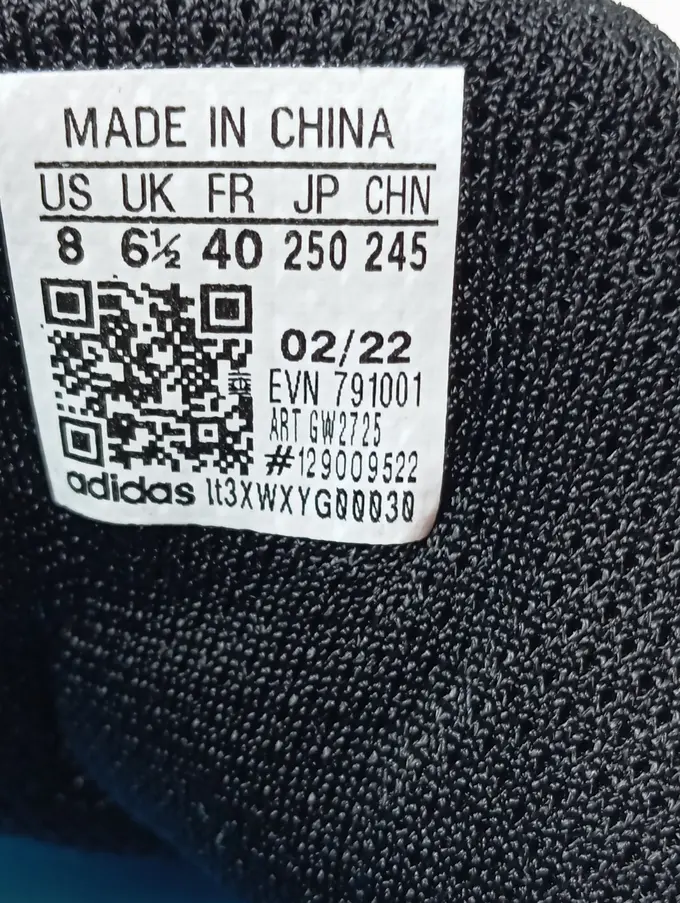 MADE IN CHINA
US UK FR JP CHN
8 6½ 40 250 245
02/22
EVN 791001
ART GW2725
#129009522
adidas 1t3XWXYG00030